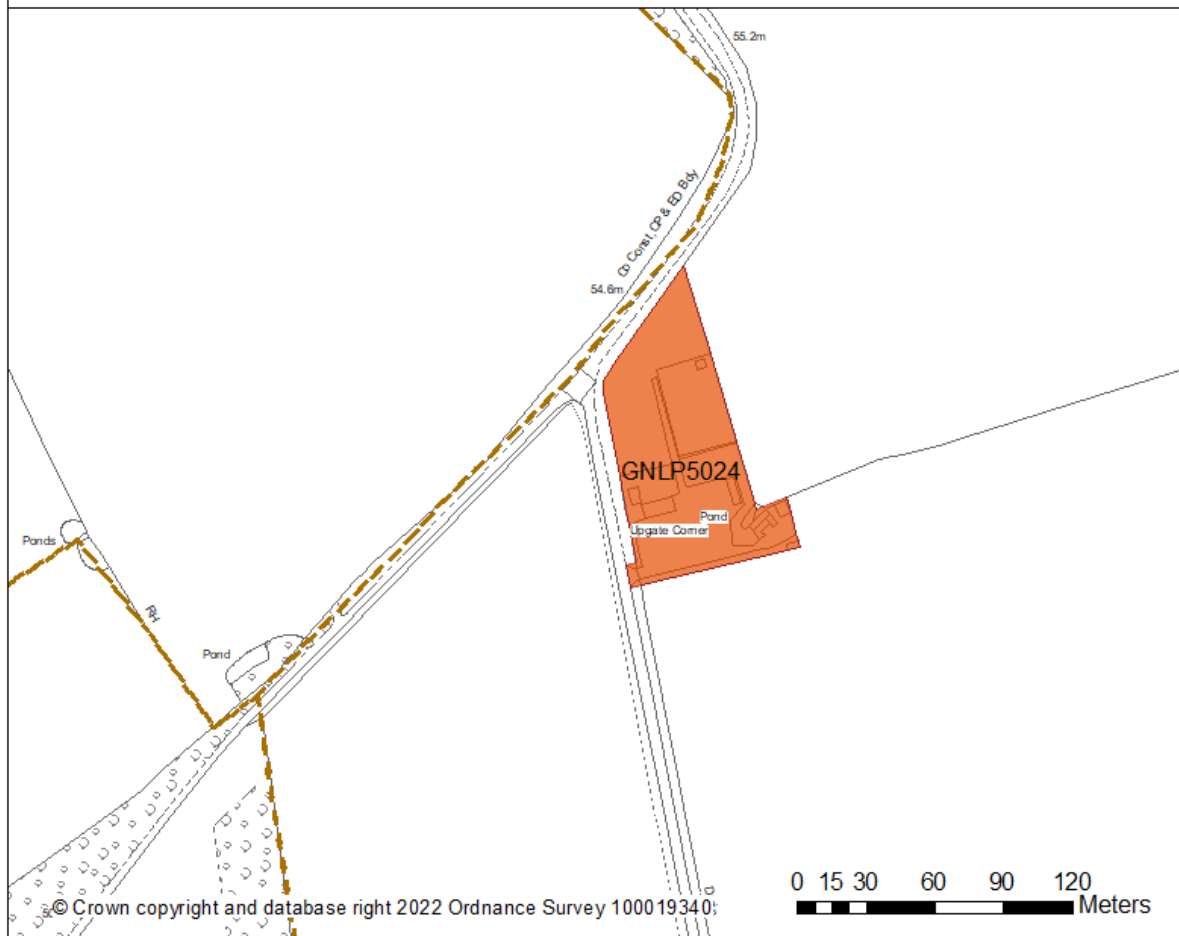 55.2m
Co Const, CP & ED Bdy
54.6m
GNLP5024
Pond
Upgate Corner
Ponds
RH
Pond
0 15 30 60 90 120
Meters
© Crown copyright and database right 2022 Ordnance Survey 100019340.